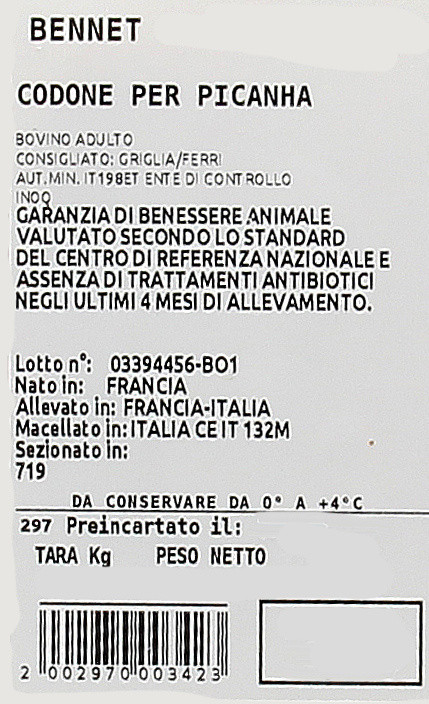 BENNET
CODONE PER PICANHA
BOVINO ADULTO
CONSIGLIATO: GRIGLIA/FERRI
AUT.MIN. IT198ET ENTE DI CONTROLLO
INOQ
GARANZIA DI BENESSERE ANIMALE
VALUTATO SECONDO LO STANDARD
DEL CENTRO DI REFERENZA NAZIONALE E
ASSENZA DI TRATTAMENTI ANTIBIOTICI
NEGLI ULTIMI 4 MESI DI ALLEVAMENTO.
Lotto n°: 03394456-BO1
Nato in: FRANCIA
Allevato in: FRANCIA-ITALIA
Macellato in: ITALIA CE IT 132M
Sezionato in:
719
DA CONSERVARE DA 0° A +4°C
297 Preincartato il:
TARA Kg PESO NETTO
2 002970 003423